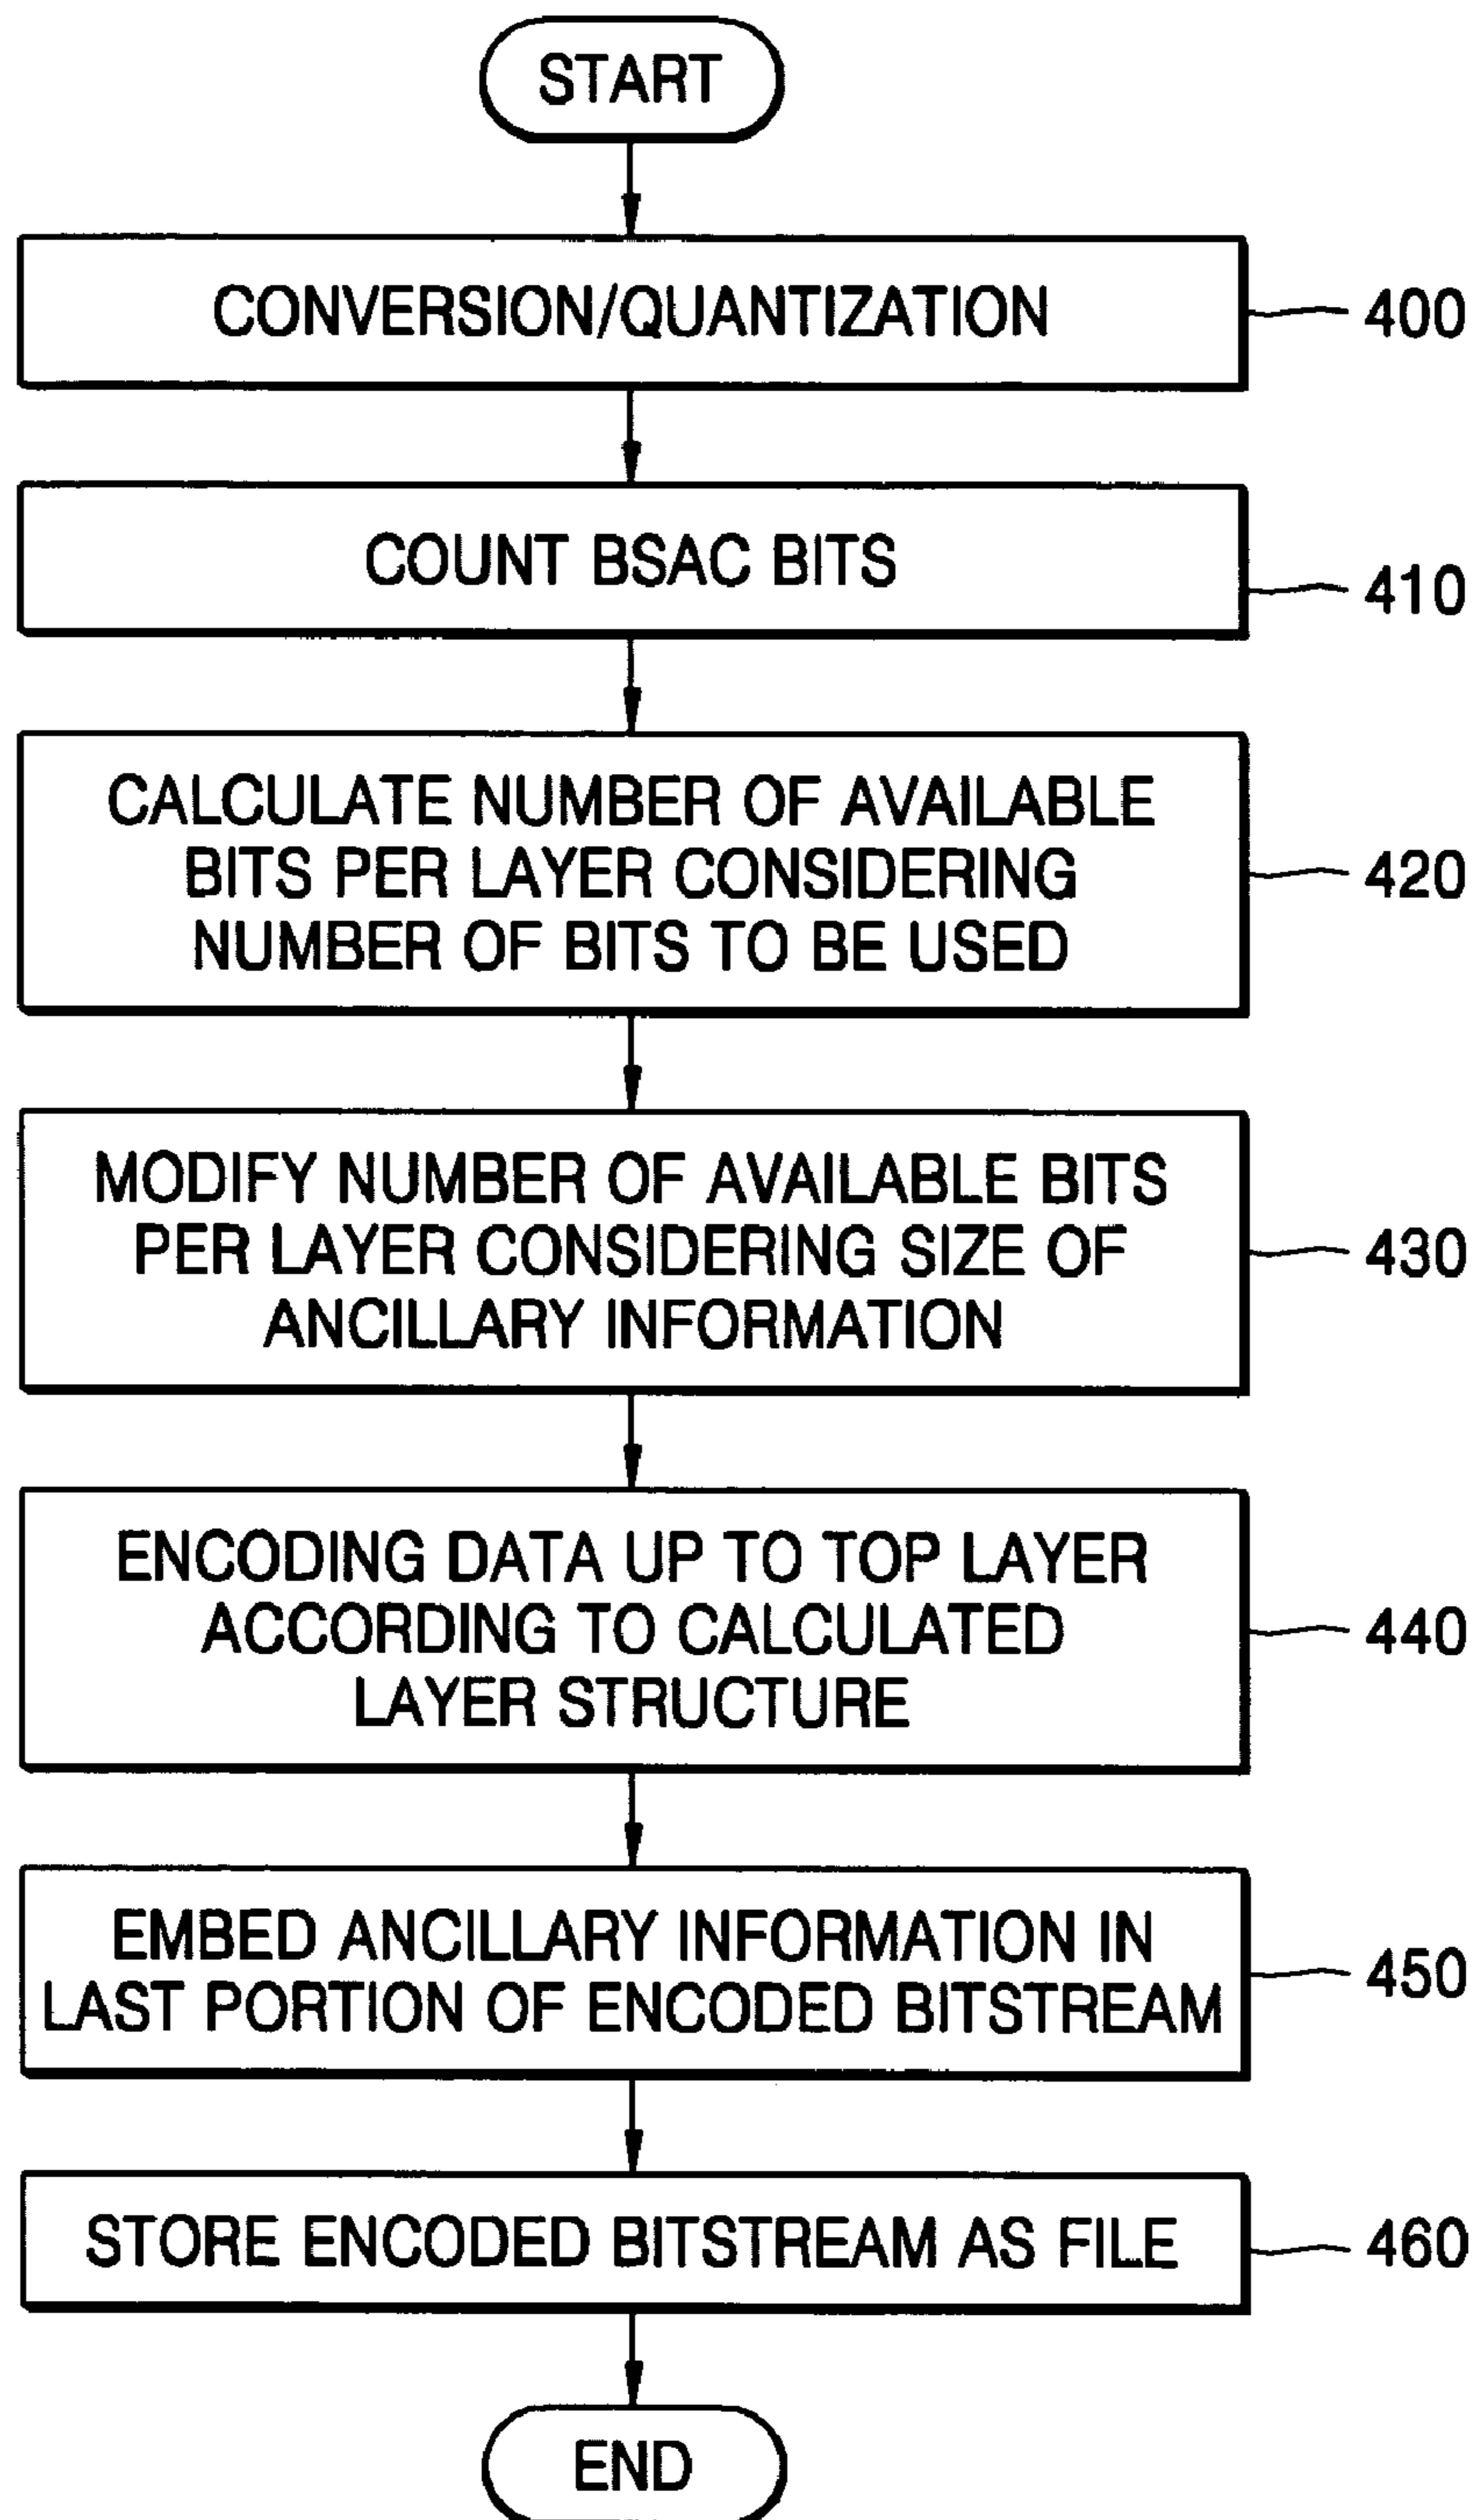 START
CONVERSION/QUANTIZATION
400
COUNT BSAC BITS
410
CALCULATE NUMBER OF AVAILABLE
BITS PER LAYER CONSIDERING
NUMBER OF BITS TO BE USED
420
MODIFY NUMBER OF AVAILABLE BITS
PER LAYER CONSIDERING SIZE OF
ANCILLARY INFORMATION
430
ENCODING DATA UP TO TOP LAYER
ACCORDING TO CALCULATED
LAYER STRUCTURE
440
EMBED ANCILLARY INFORMATION IN
LAST PORTION OF ENCODED BITSTREAM
450
STORE ENCODED BITSTREAM AS FILE
460
END